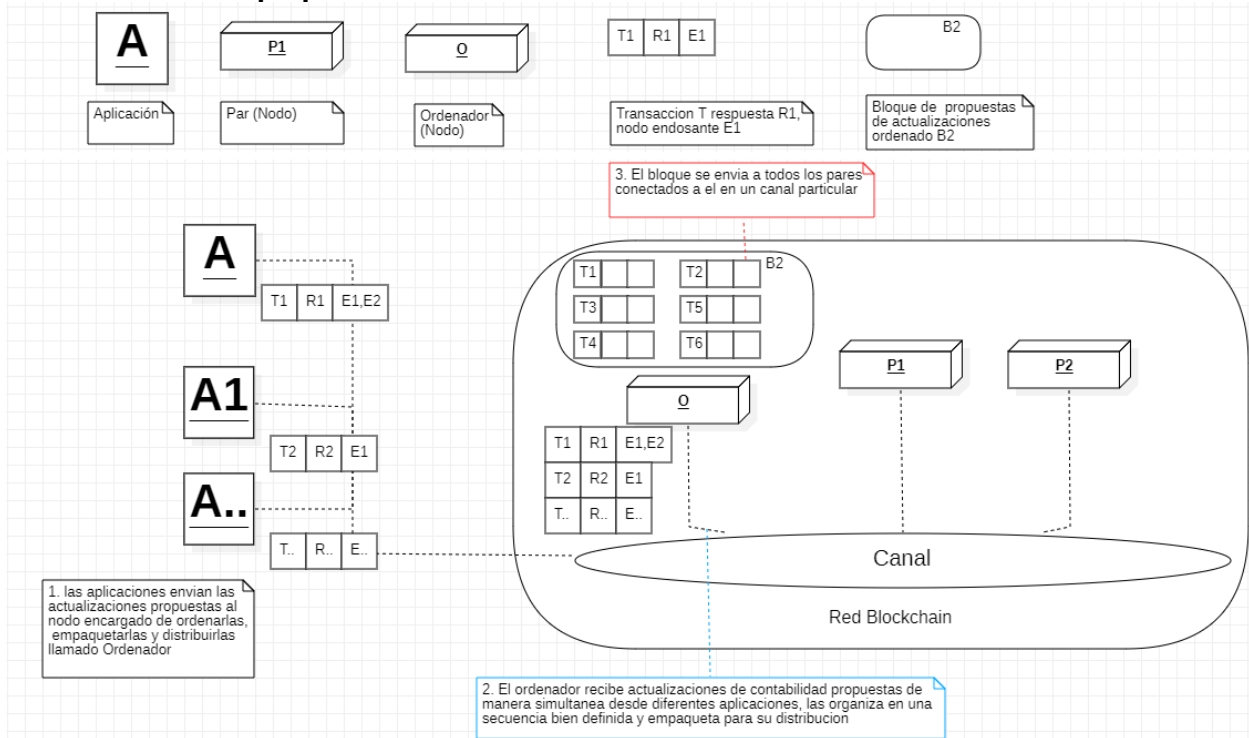 A
P1
O
T1 R1 E1
B2
Aplicación
Par (Nodo)
Ordenador
(Nodo)
Transaccion T respuesta R1,
nodo endosante E1
Bloque de propuestas
de actualizaciones
ordenado B2
3. El bloque se envia a todos los pares
conectados a el en un canal particular
A
T1 R1 E1,E2
A1
T2 R2 E1
A..
T.. R.. E..
B2
T1 T2
T3 T5
T4 T6
O
P1
P2
T1 R1 E1,E2
T2 R2 E1
T.. R.. E..
Canal
Red Blockchain
1. las aplicaciones envian las
actualizaciones propuestas al
nodo encargado de ordenarlas,
empaquetarlas y distribuirlas
llamado Ordenador
2. El ordenador recibe actualizaciones de contabilidad propuestas de
manera simultanea desde diferentes aplicaciones, las organiza en una
secuencia bien definida y empaqueta para su distribucion